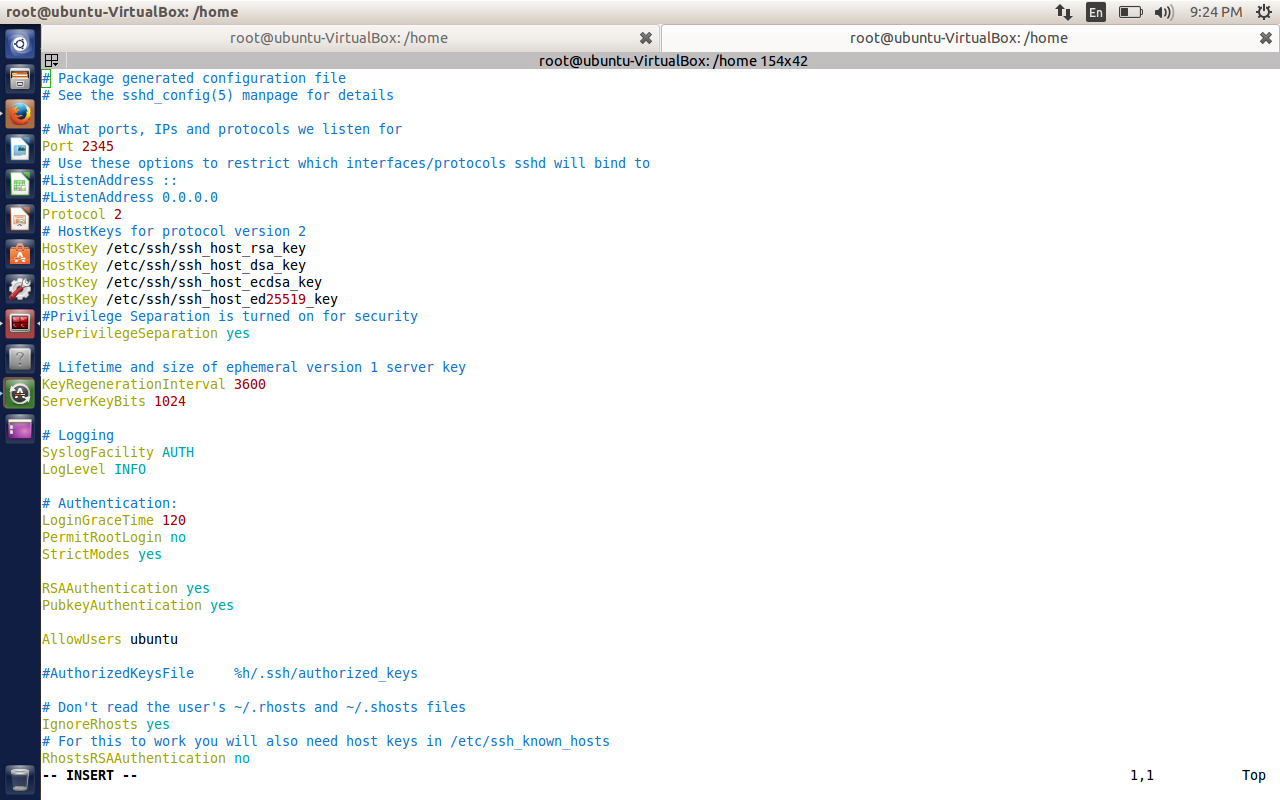 root@ubuntu-VirtualBox: /home
En
9:24 PM
root@ubuntu-VirtualBox: /home
root@ubuntu-VirtualBox: /home
root@ubuntu-VirtualBox: /home 154x42
# Package generated configuration file
# See the sshd_config(5) manpage for details
# What ports, IPs and protocols we listen for
Port 2345
# Use these options to restrict which interfaces/protocols sshd will bind to
#ListenAddress ::
#ListenAddress 0.0.0.0
Protocol 2
# HostKeys for protocol version 2
HostKey /etc/ssh/ssh_host_rsa_key
HostKey /etc/ssh/ssh_host_dsa_key
HostKey /etc/ssh/ssh_host_ecdsa_key
HostKey /etc/ssh/ssh_host_ed25519_key
#Privilege Separation is turned on for security
UsePrivilegeSeparation yes
# Lifetime and size of ephemeral version 1 server key
KeyRegenerationInterval 3600
ServerKeyBits 1024
# Logging
SyslogFacility AUTH
LogLevel INFO
# Authentication:
LoginGraceTime 120
PermitRootLogin no
StrictModes yes
RSAAuthentication yes
PubkeyAuthentication yes
AllowUsers ubuntu
#AuthorizedKeysFile     %h/.ssh/authorized_keys
# Don't read the user's ~/.rhosts and ~/.shosts files
IgnoreRhosts yes
# For this to work you will also need host keys in /etc/ssh_known_hosts
RhostsRSAAuthentication no
-- INSERT --
1,1
Top